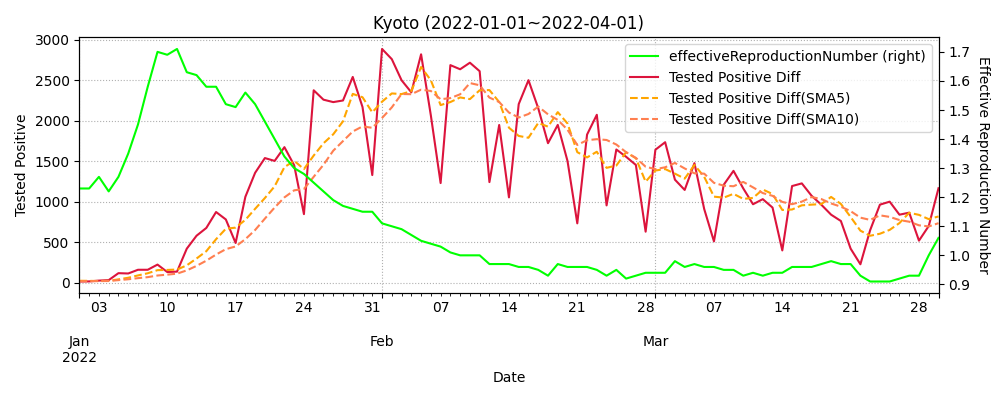 Kyoto (2022-01-01~2022-04-01)
effectiveReproductionNumber (right)
Tested Positive Diff
Tested Positive Diff(SMA5)
Tested Positive Diff(SMA10)
Tested Positive
3000
2500
2000
1500
1000
500
0
1.7
1.6
1.5
1.4
1.3
1.2
1.1
1.0
0.9
Effective Reproduction Number
03 10 17 24 31 07 14 21 28 07 14 21 28
Jan Feb Mar
2022
Date